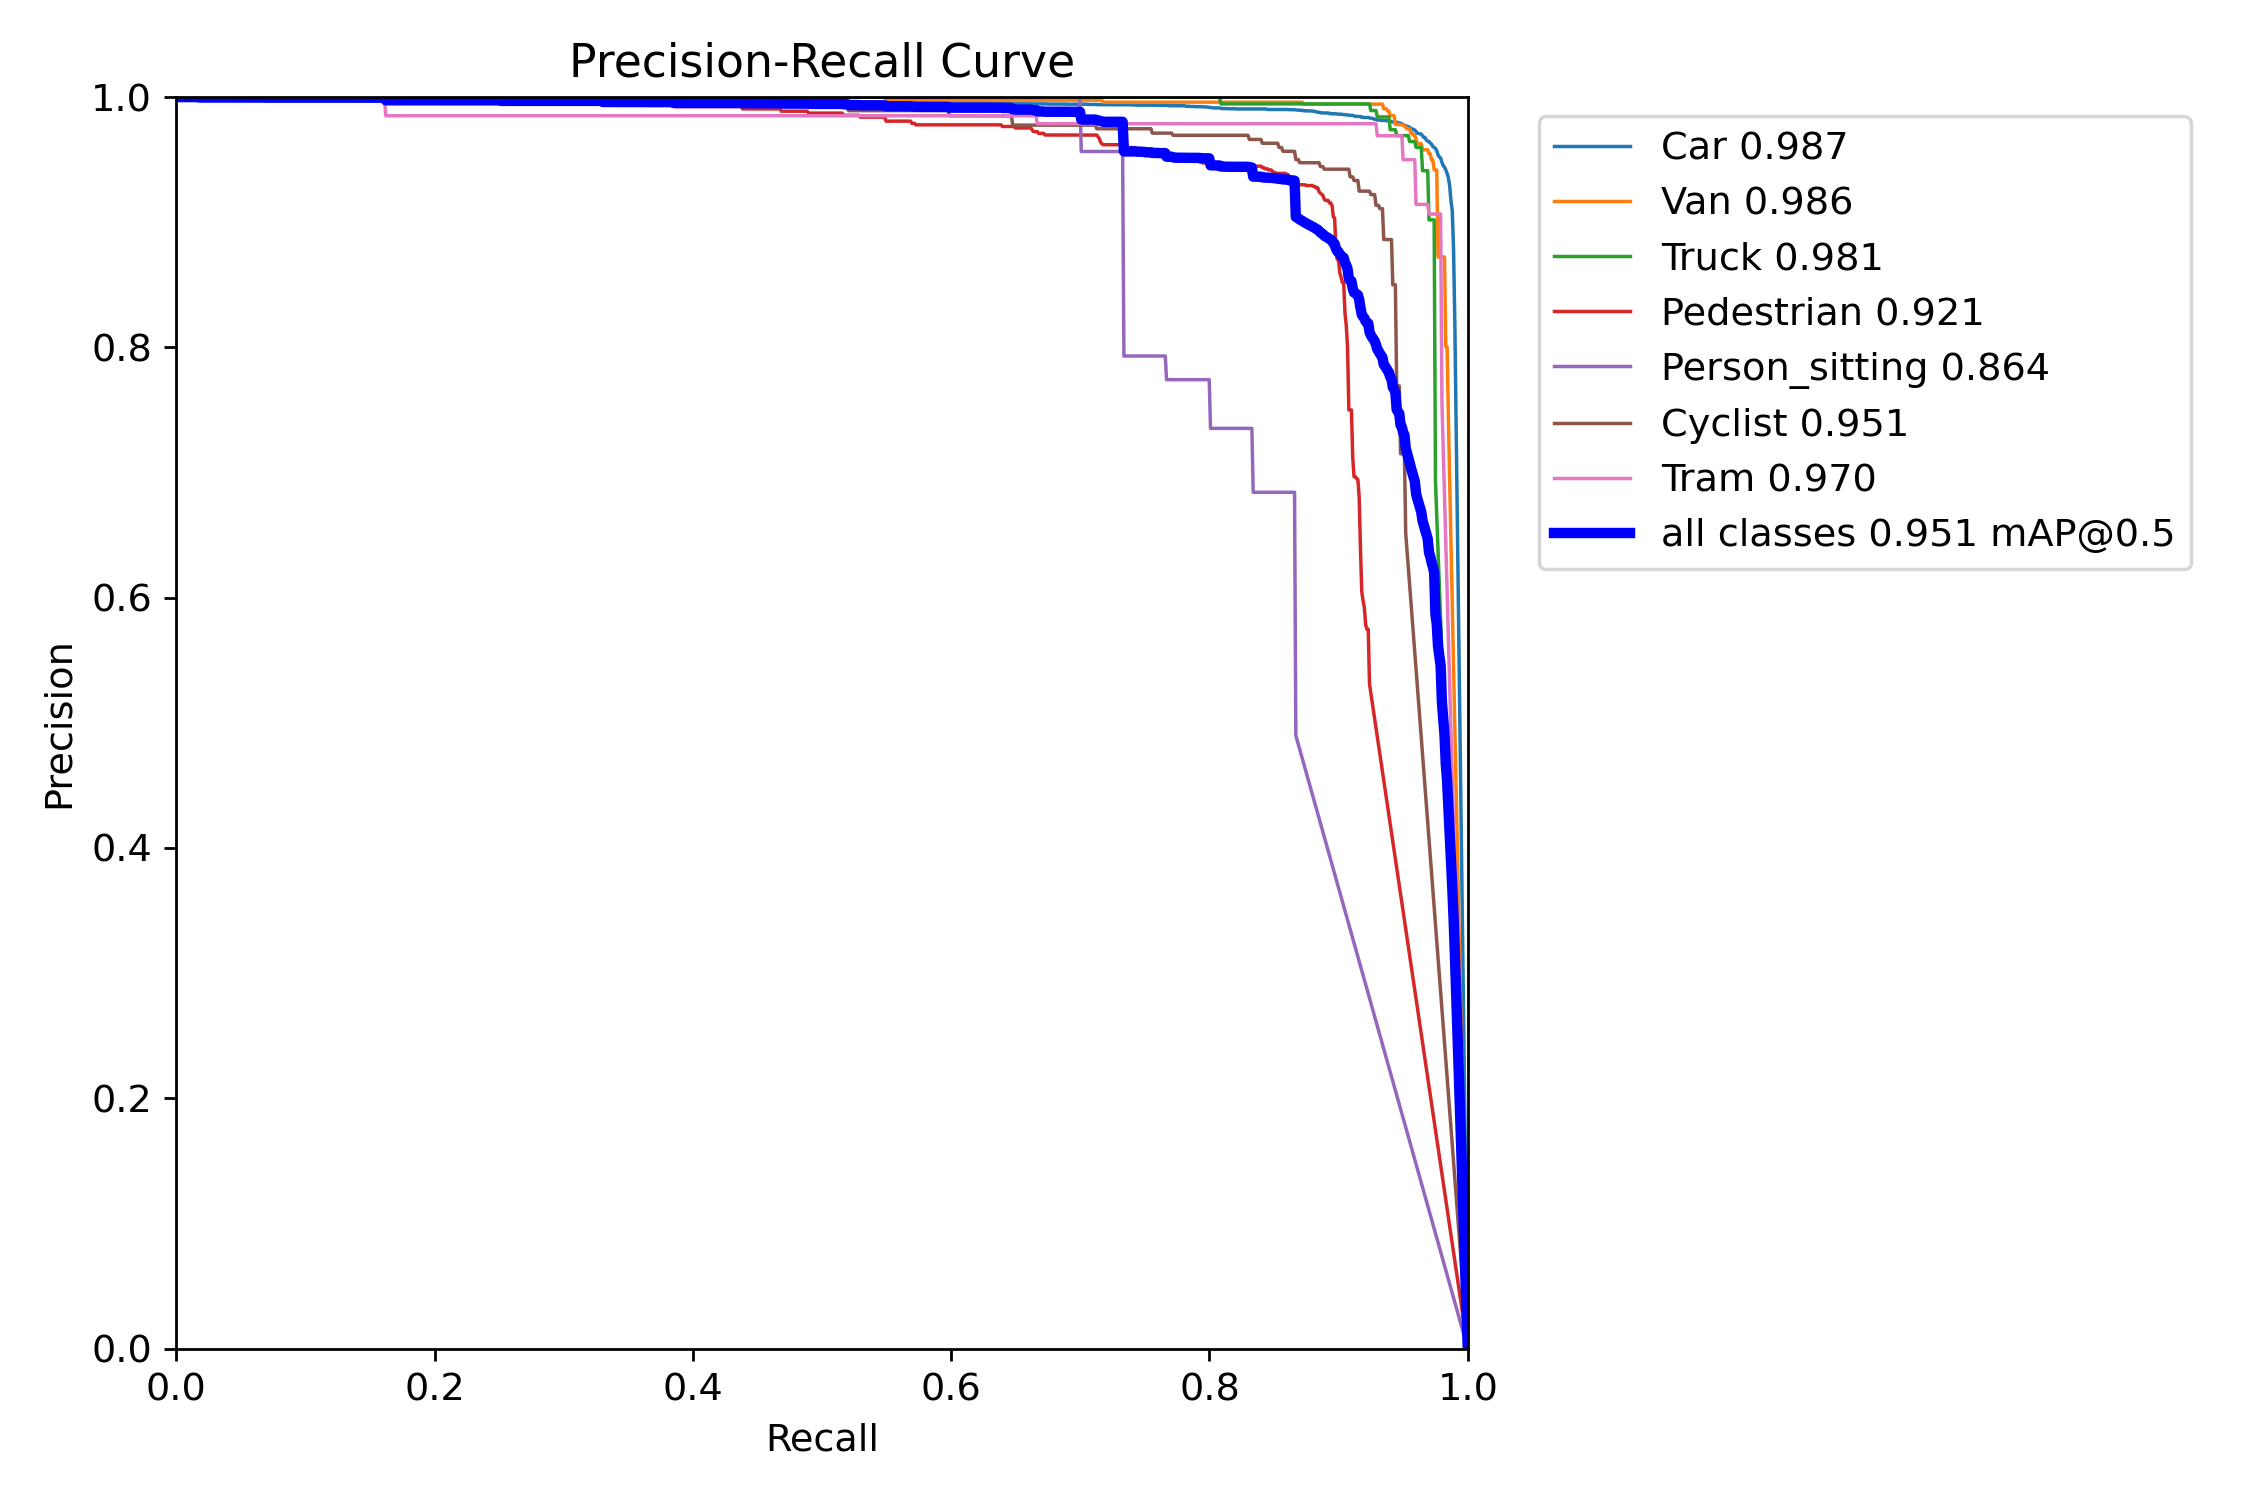 Precision-Recall Curve
1.0
0.8
0.6
0.4
0.2
0.0
Precision
0.0 0.2 0.4 0.6 0.8 1.0
Recall
Car 0.987
Van 0.986
Truck 0.981
Pedestrian 0.921
Person_sitting 0.864
Cyclist 0.951
Tram 0.970
all classes 0.951 mAP@0.5